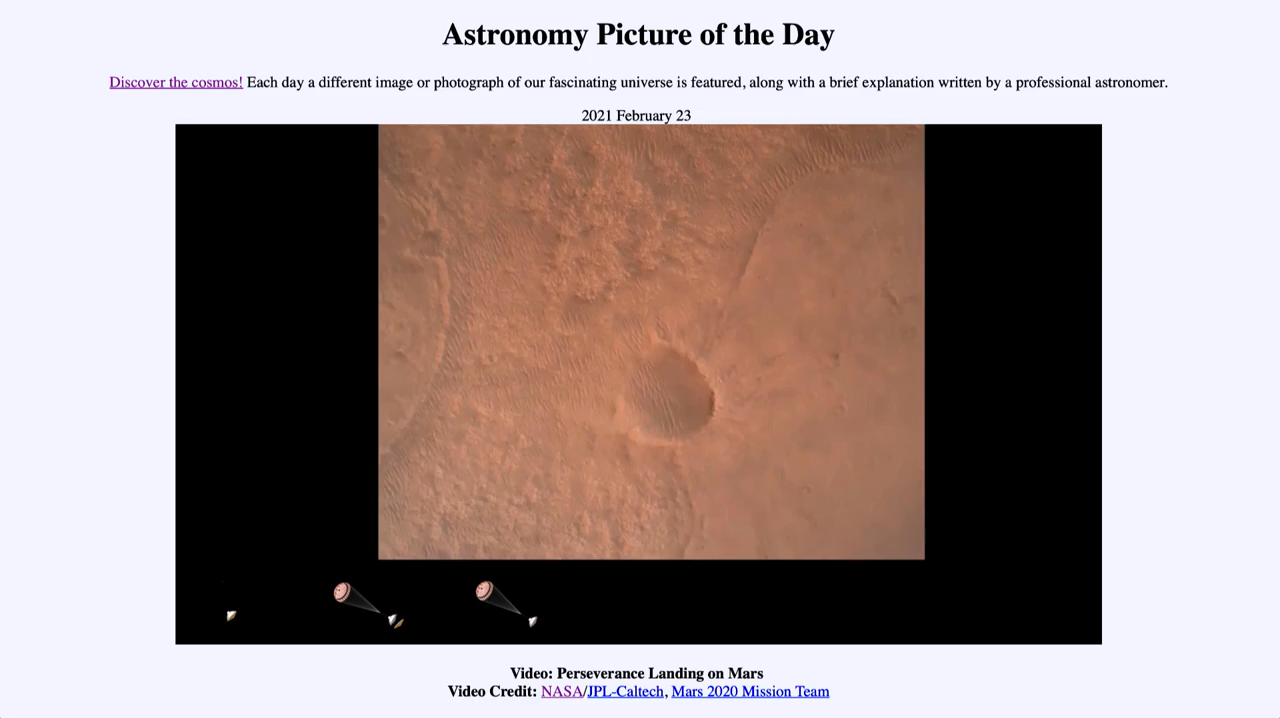 Astronomy Picture of the Day
Discover the cosmos! Each day a different image or photograph of our fascinating universe is featured, along with a brief explanation written by a professional astronomer.
2021 February 23
Video: Perseverance Landing on Mars
Video Credit: NASA/JPL-Caltech, Mars 2020 Mission Team